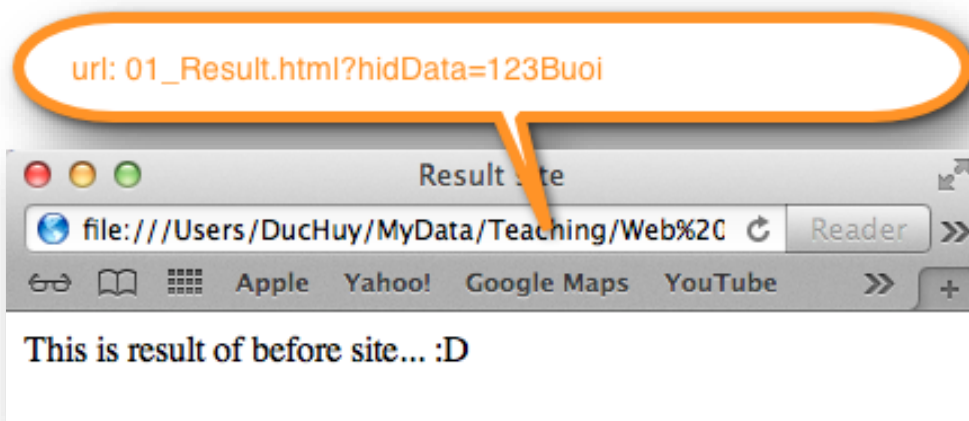 url: 01_Result.html?hidData=123Buoi
Result site
file:///Users/DucHuy/MyData/Teaching/Web%20 Reader
Apple Yahoo! Google Maps YouTube
This is result of before site... :D